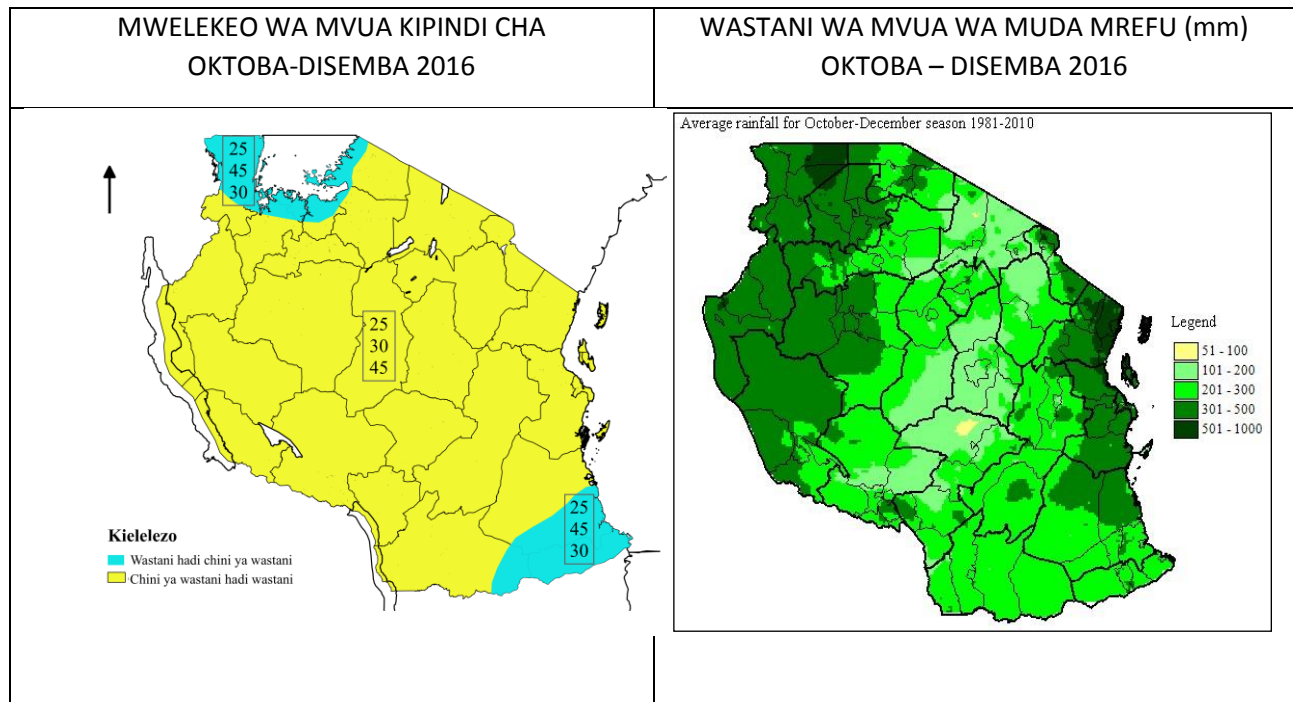 MWELEKEO WA MVUA KIPINDI CHA
OKTOBA-DISEMBA 2016
WASTANI WA MVUA WA MUDA MREFU (mm)
OKTOBA – DISEMBA 2016
25
45
30
25
30
45
25
45
30
Kielelezo
Wastani hadi chini ya wastani
Chini ya wastani hadi wastani
Average rainfall for October-December season 1981-2010
Legend
51 - 100
101 - 200
201 - 300
301 - 500
501 - 1000